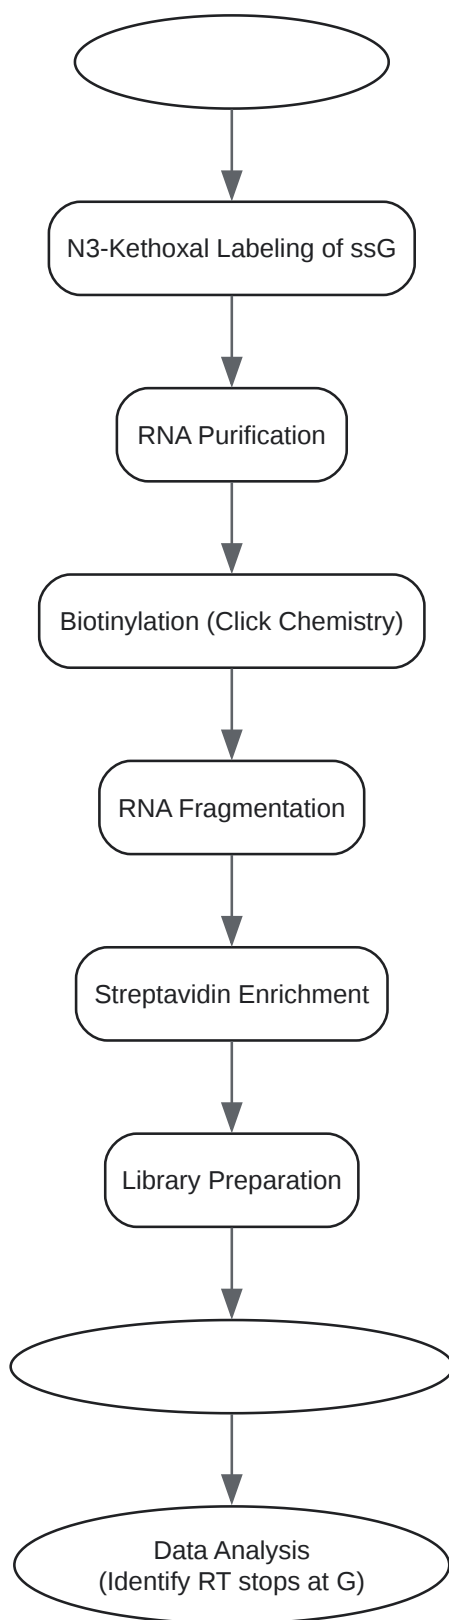 N3-Kethoxal Labeling of ssG
RNA Purification
Biotinylation (Click Chemistry)
RNA Fragmentation
Streptavidin Enrichment
Library Preparation
Data Analysis
(Identify RT stops at G)